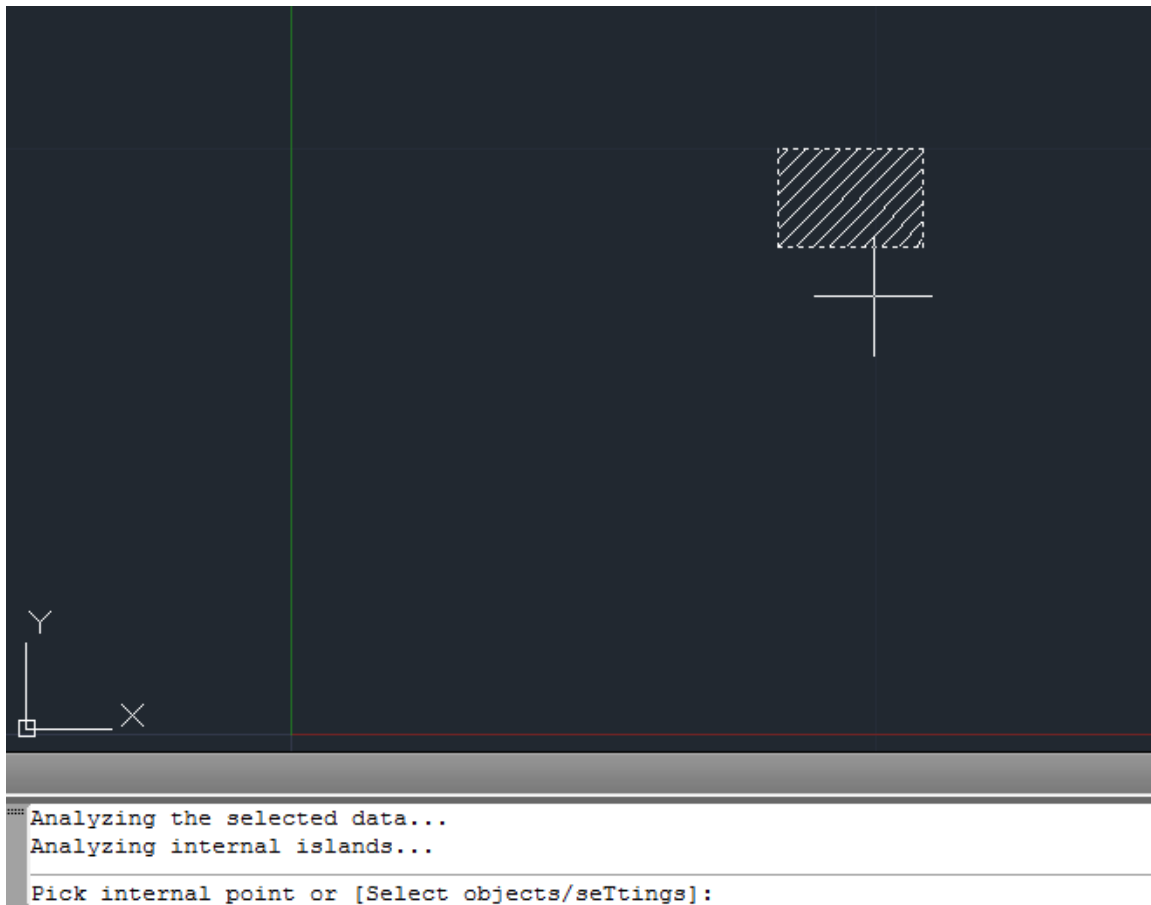 Y
X
Analyzing the selected data...
Analyzing internal islands...
Pick internal point or [Select objects/seTtings]: